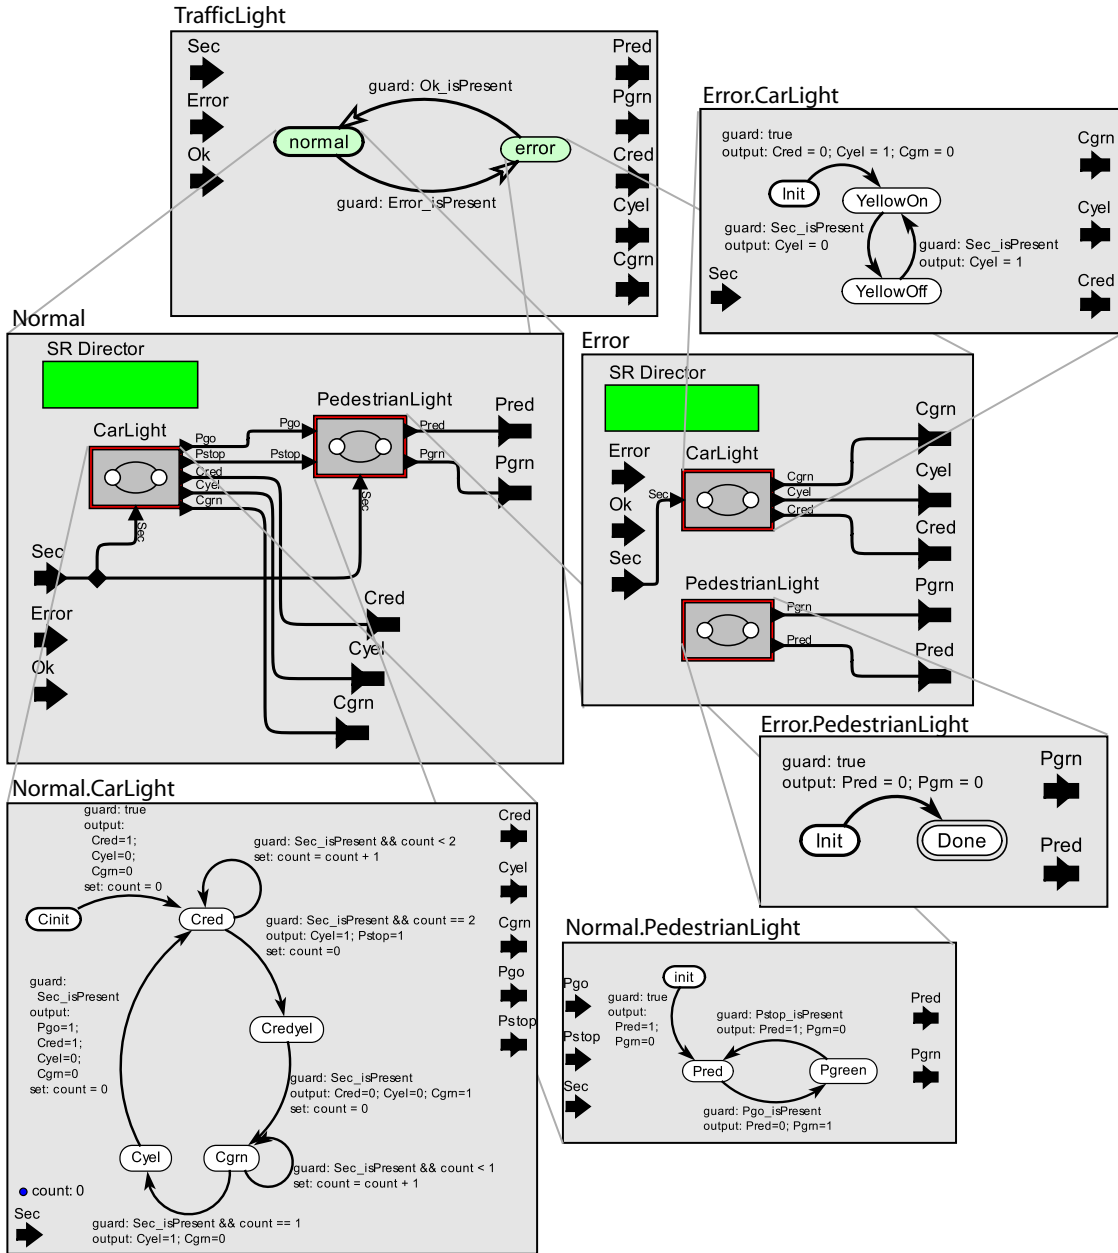 TrafficLight
Sec
Error
Ok
guard: Ok_isPresent
normal
error
guard: Error_isPresent
Pred
Pgrn
Cred
Cyel
Cgrn
Error.CarLight
guard: true
output: Cred = 0; Cyel = 1; Cgrn = 0
Init
YellowOn
guard: Sec_isPresent
output: Cyel = 0
guard: Sec_isPresent
output: Cyel = 1
YellowOff
Sec
Cgrn
Cyel
Cred
Normal
SR Director
CarLight
Pgo
Pstop
Cred
Cyel
Cgrn
Sec
PedestrianLight
Pgo
Pstop
Pred
Pgrn
Sec
Pred
Pgrn
Sec
Error
Ok
Cred
Cyel
Cgrn
Error
SR Director
Error
Ok
Sec
CarLight
Sec
Cgrn
Cyel
Cred
PedestrianLight
Pgrn
Pred
Cgrn
Cyel
Cred
Pgrn
Pred
Error.PedestrianLight
guard: true
output: Pred = 0; Pgrn = 0
Init
Done
Pgrn
Pred
Normal.CarLight
guard: true
output:
Cred=1;
Cyel=0;
Cgrn=0
set: count = 0
Cinit
Cred
guard: Sec_isPresent && count < 2
set: count = count + 1
guard: Sec_isPresent && count == 2
output: Cyel=1; Pstop=1
set: count =0
Credyel
guard:
Sec_isPresent
output:
Pgo=1;
Cred=1;
Cyel=0;
Cgrn=0
set: count = 0
guard: Sec_isPresent
output: Cred=0; Cyel=0; Cgrn=1
set: count = 0
Cyel
Cgrn
guard: Sec_isPresent && count < 1
set: count = count + 1
count: 0
Sec
guard: Sec_isPresent && count == 1
output: Cyel=1; Cgrn=0
Cred
Cyel
Cgrn
Pgo
Pstop
Normal.PedestrianLight
Pgo
Pstop
Sec
init
guard: true
output:
Pred=1;
Pgrn=0
guard: Pstop_isPresent
output: Pred=1; Pgrn=0
Pred
Pgreen
guard: Pgo_isPresent
output: Pred=0; Pgrn=1
Pred
Pgrn